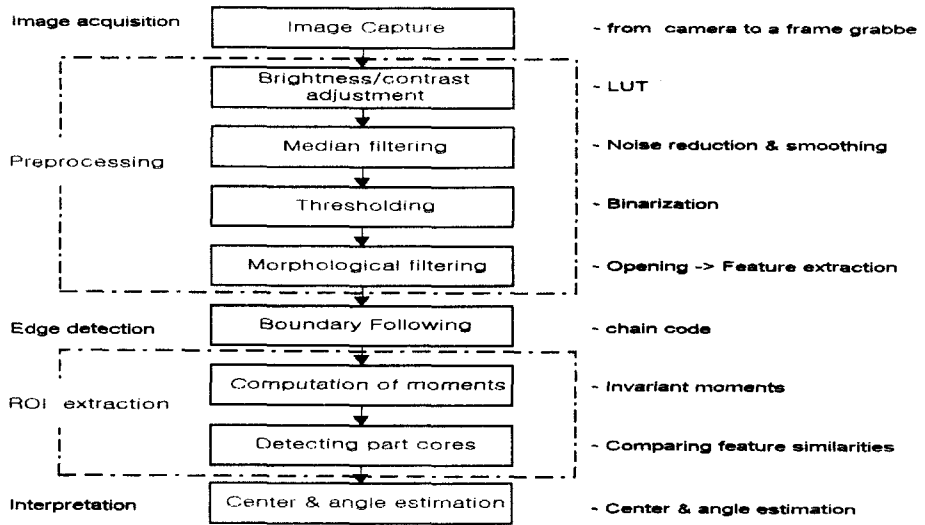 Image acquisition
Image Capture
- from camera to a frame grabbe
Brightness/contrast
adjustment
- LUT
Preprocessing
Median filtering
- Noise reduction & smoothing
Thresholding
- Binarization
Morphological filtering
- Opening -> Feature extraction
Edge detection
Boundary Following
- chain code
ROI extraction
Computation of moments
- Invariant moments
Detecting part cores
- Comparing feature similarities
Interpretation
Center & angle estimation
- Center & angle estimation